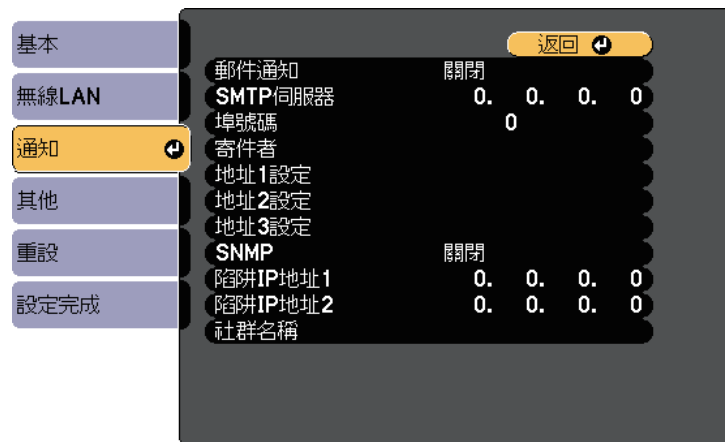 基本
無線LAN
通知
其他
重設
設定完成
返回
郵件通知 關閉
SMTP伺服器 0. 0. 0. 0
埠號碼 0
寄件者
地址1設定
地址2設定
地址3設定
SNMP 關閉
陷阱IP地址1 0. 0. 0. 0
陷阱IP地址2 0. 0. 0. 0
社群名稱